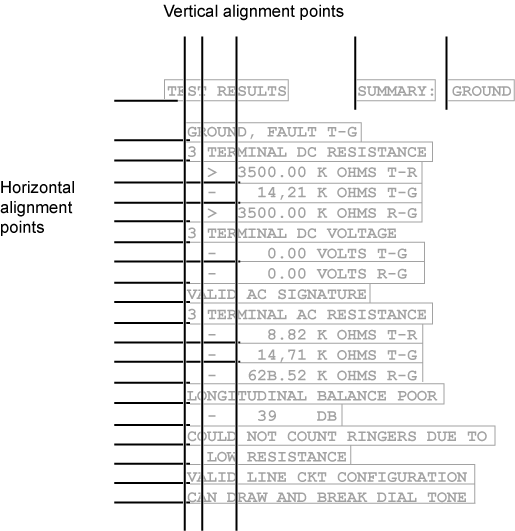 Vertical alignment points
TEST RESULTS SUMMARY: GROUND
GROUND, FAULT T-G
3 TERMINAL DC RESISTANCE
> 3500.00 K OHMS T-R
- 14,21 K OHMS T-G
> 3500.00 K OHMS R-G
3 TERMINAL DC VOLTAGE
- 0.00 VOLTS T-G
- 0.00 VOLTS R-G
VALID AC SIGNATURE
3 TERMINAL AC RESISTANCE
- 8.82 K OHMS T-R
- 14,71 K OHMS T-G
- 62B.52 K OHMS R-G
LONGITUDINAL BALANCE POOR
- 39 DB
COULD NOT COUNT RINGERS DUE TO
LOW RESISTANCE
VALID LINE CKT CONFIGURATION
CAN DRAW AND BREAK DIAL TONE
Horizontal
alignment
points